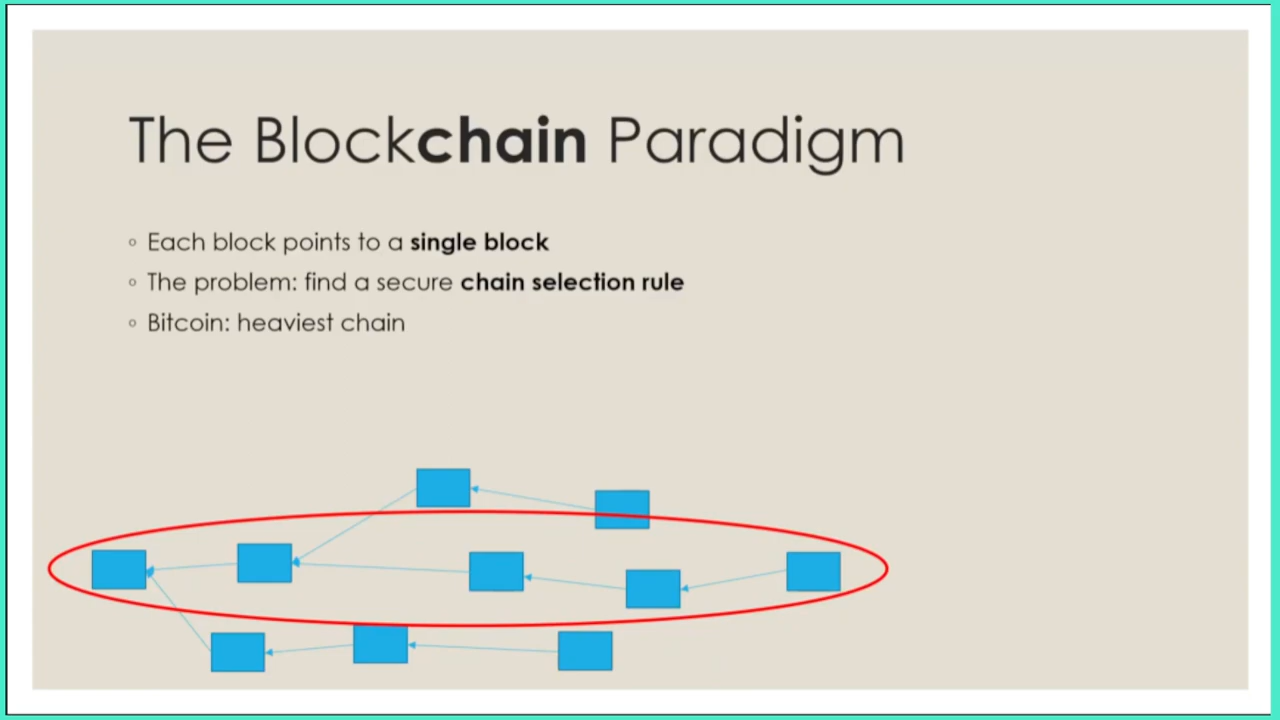 The Blockchain Paradigm
◦ Each block points to a single block
◦ The problem: find a secure chain selection rule
◦ Bitcoin: heaviest chain